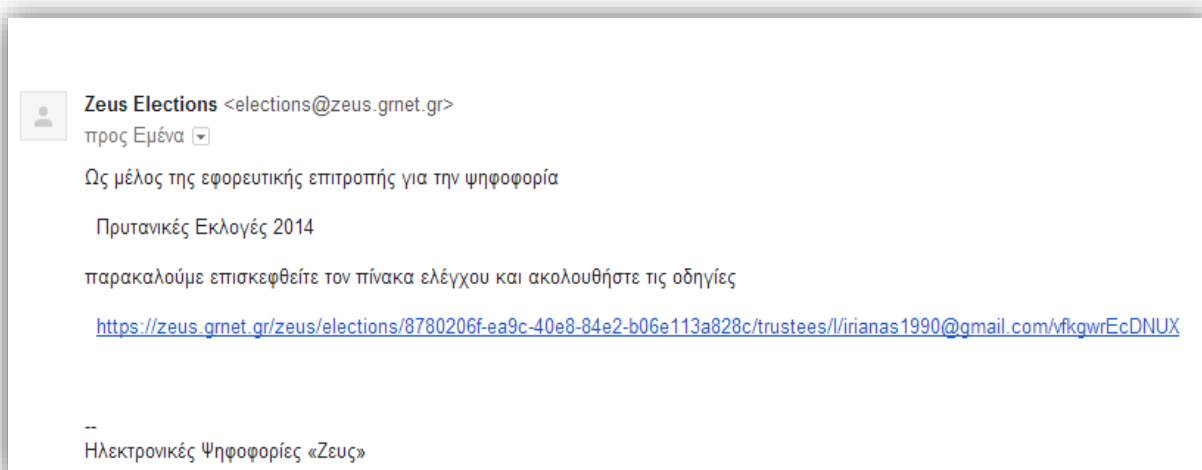 Zeus Elections <elections@zeus.grnet.gr>
προς Εμένα
Ως μέλος της εφορευτικής επιτροπής για την ψηφοφορία
Πρυτανικές Εκλογές 2014
παρακαλούμε επισκεφθείτε τον πίνακα ελέγχου και ακολουθήστε τις οδηγίες
https://zeus.grnet.gr/zeus/elections/8780206f-ea9c-40e8-84e2-b06e113a828c/trustees/l/irianas1990@gmail.com/vfkgwrEcDNUX
--
Ηλεκτρονικές Ψηφοφορίες «Ζευς»